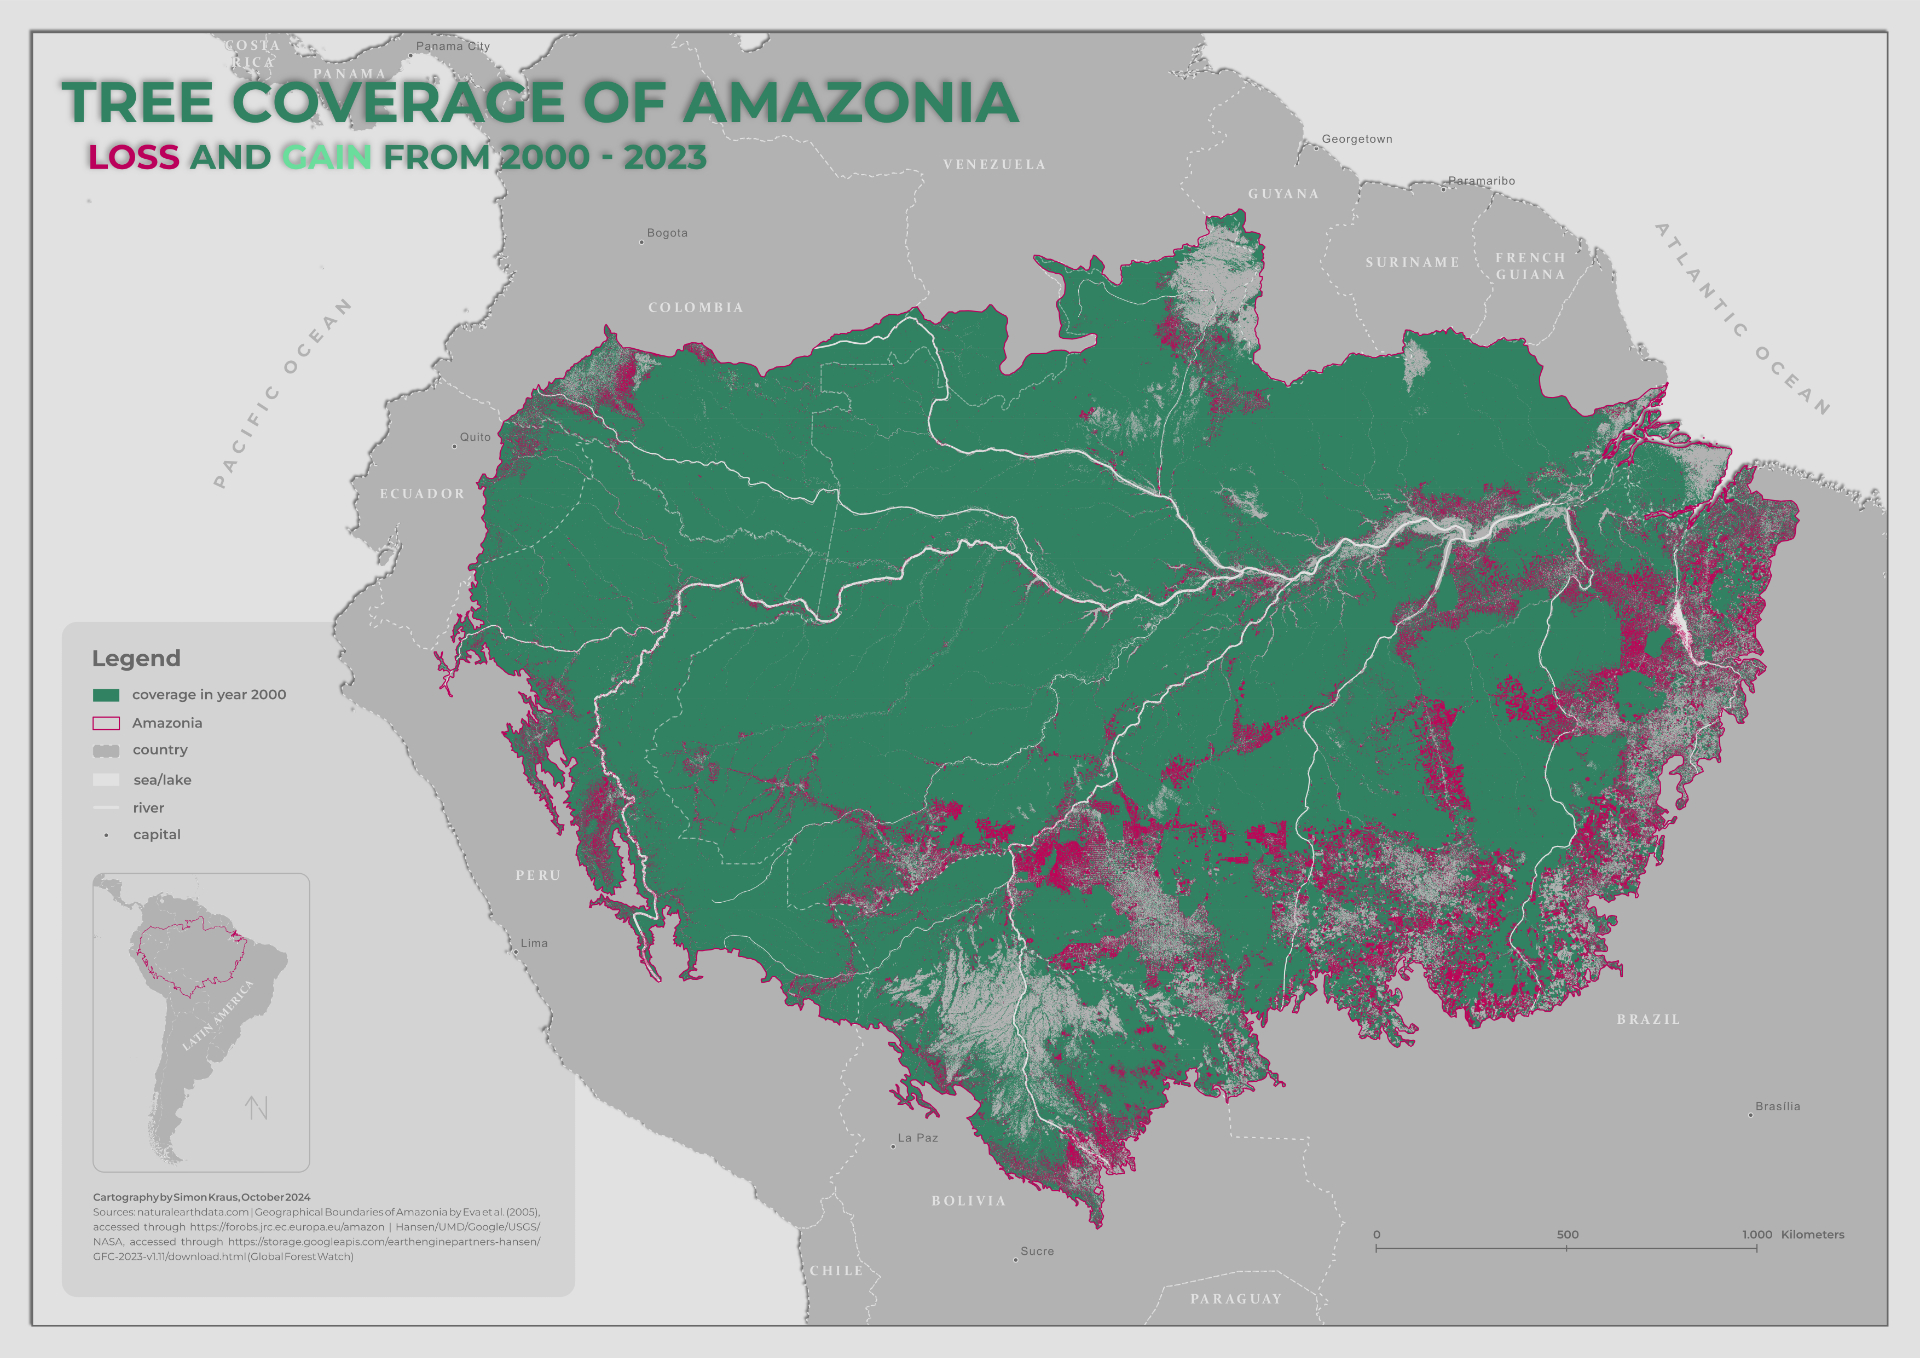 COSTA
RICA
Panama City
PANAMA
TREE COVERAGE OF AMAZONIA
LOSS AND GAIN FROM 2000 - 2023
Georgetown
VENEZUELA
Paramaribo
GUYANA
Bogota
ATLANTIC OCEAN
SURINAME
FRENCH
GUIANA
COLOMBIA
PACIFIC OCEAN
Quito
ECUADOR
Legend
coverage in year 2000
Amazonia
country
sea/lake
river
capital
PERU
Lima
LATIN AMERICA
N
BRAZIL
Brasília
La Paz
BOLIVIA
Cartography by Simon Kraus, October 2024
Sources: naturalearthdata.com | Geographical Boundaries of Amazonia by Eva et al. (2005),
accessed through https://forobs.jrc.ec.europa.eu/amazon | Hansen/UMD/Google/USGS/
NASA, accessed through https://storage.googleapis.com/earthenginepartners-hansen/
GFC-2023-v1.11/download.html (Global Forest Watch)
0 500 1.000 Kilometers
Sucre
CHILE
PARAGUAY